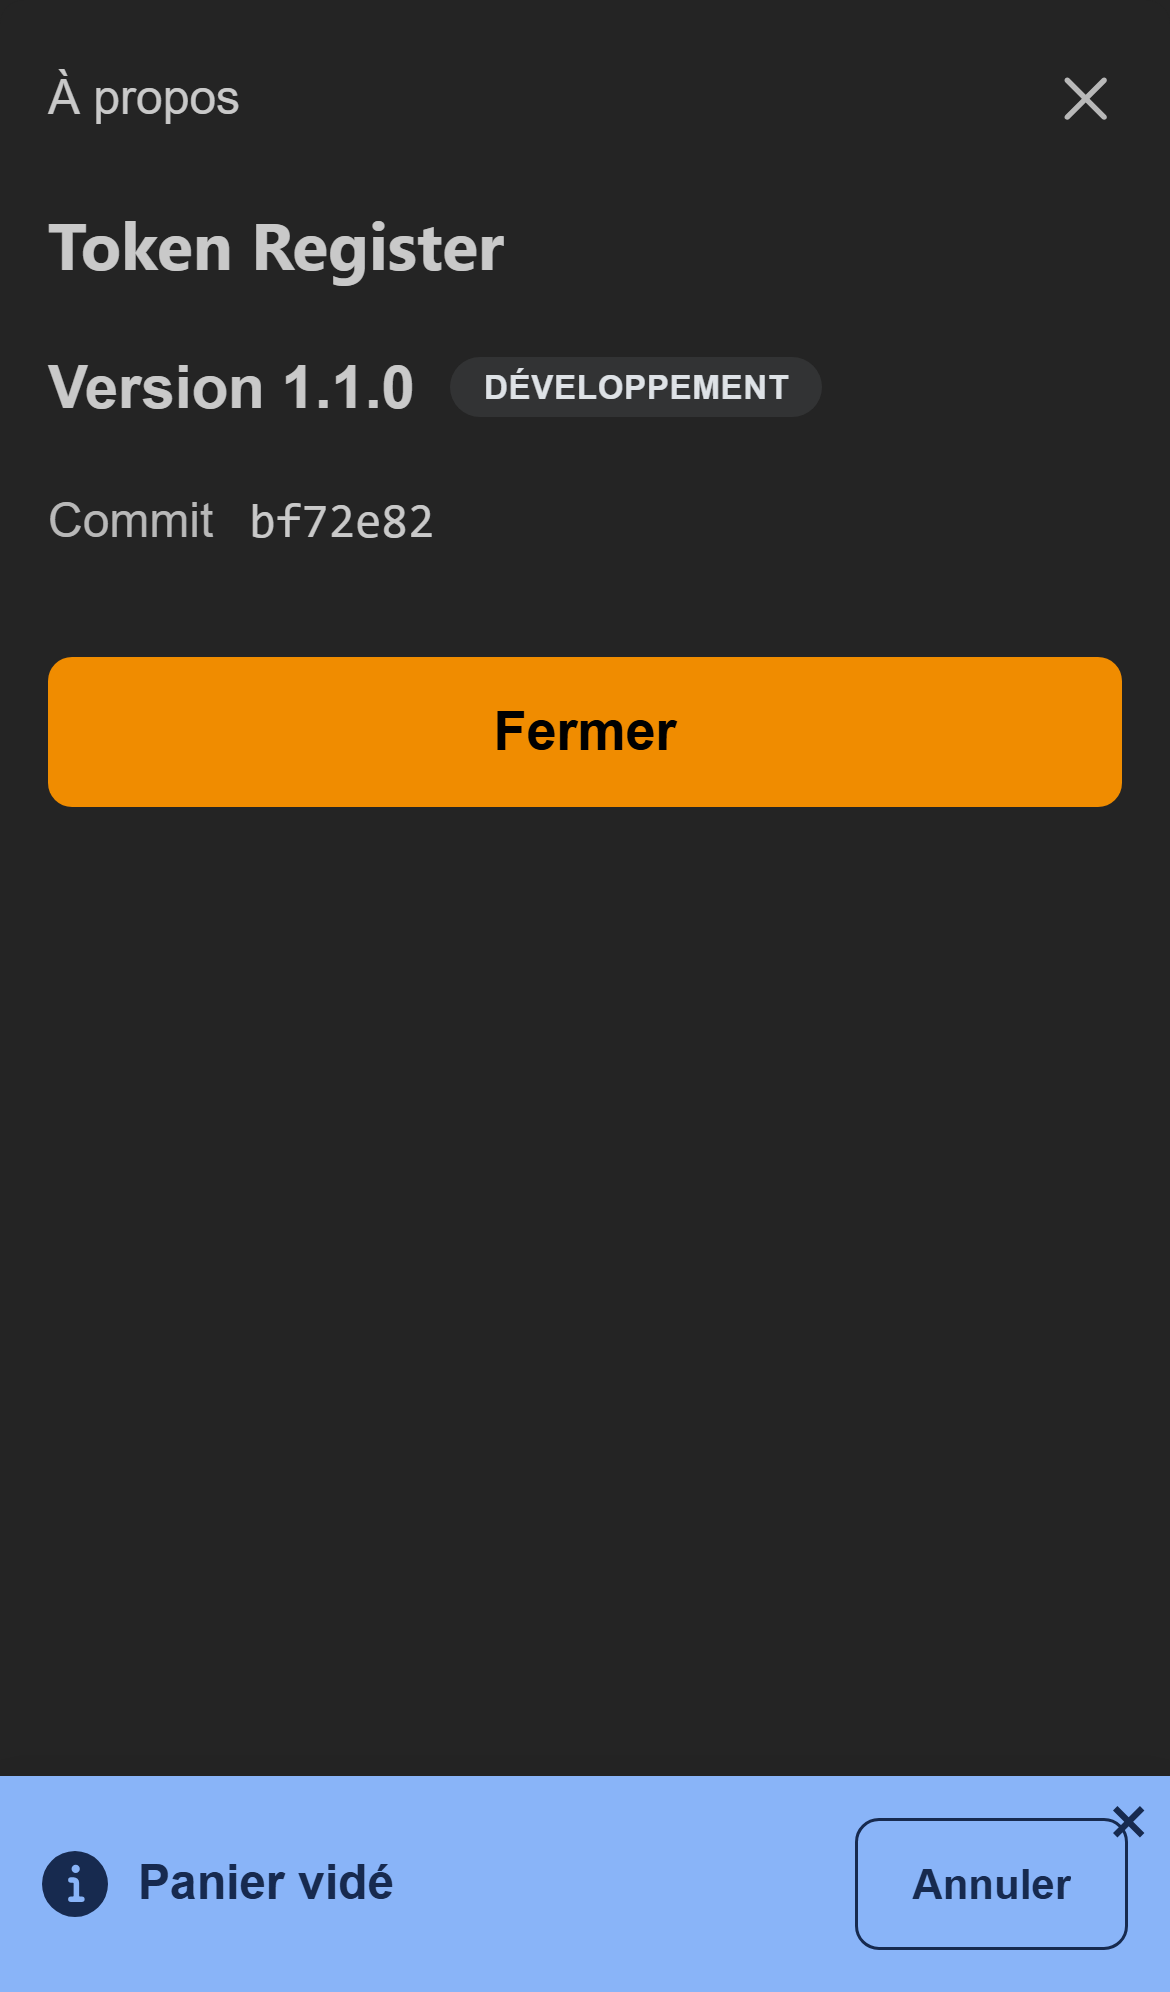 À propos
Token Register
Version 1.1.0 DÉVELOPPEMENT
Commit bf72e82
Fermer
Panier vidé
Annuler